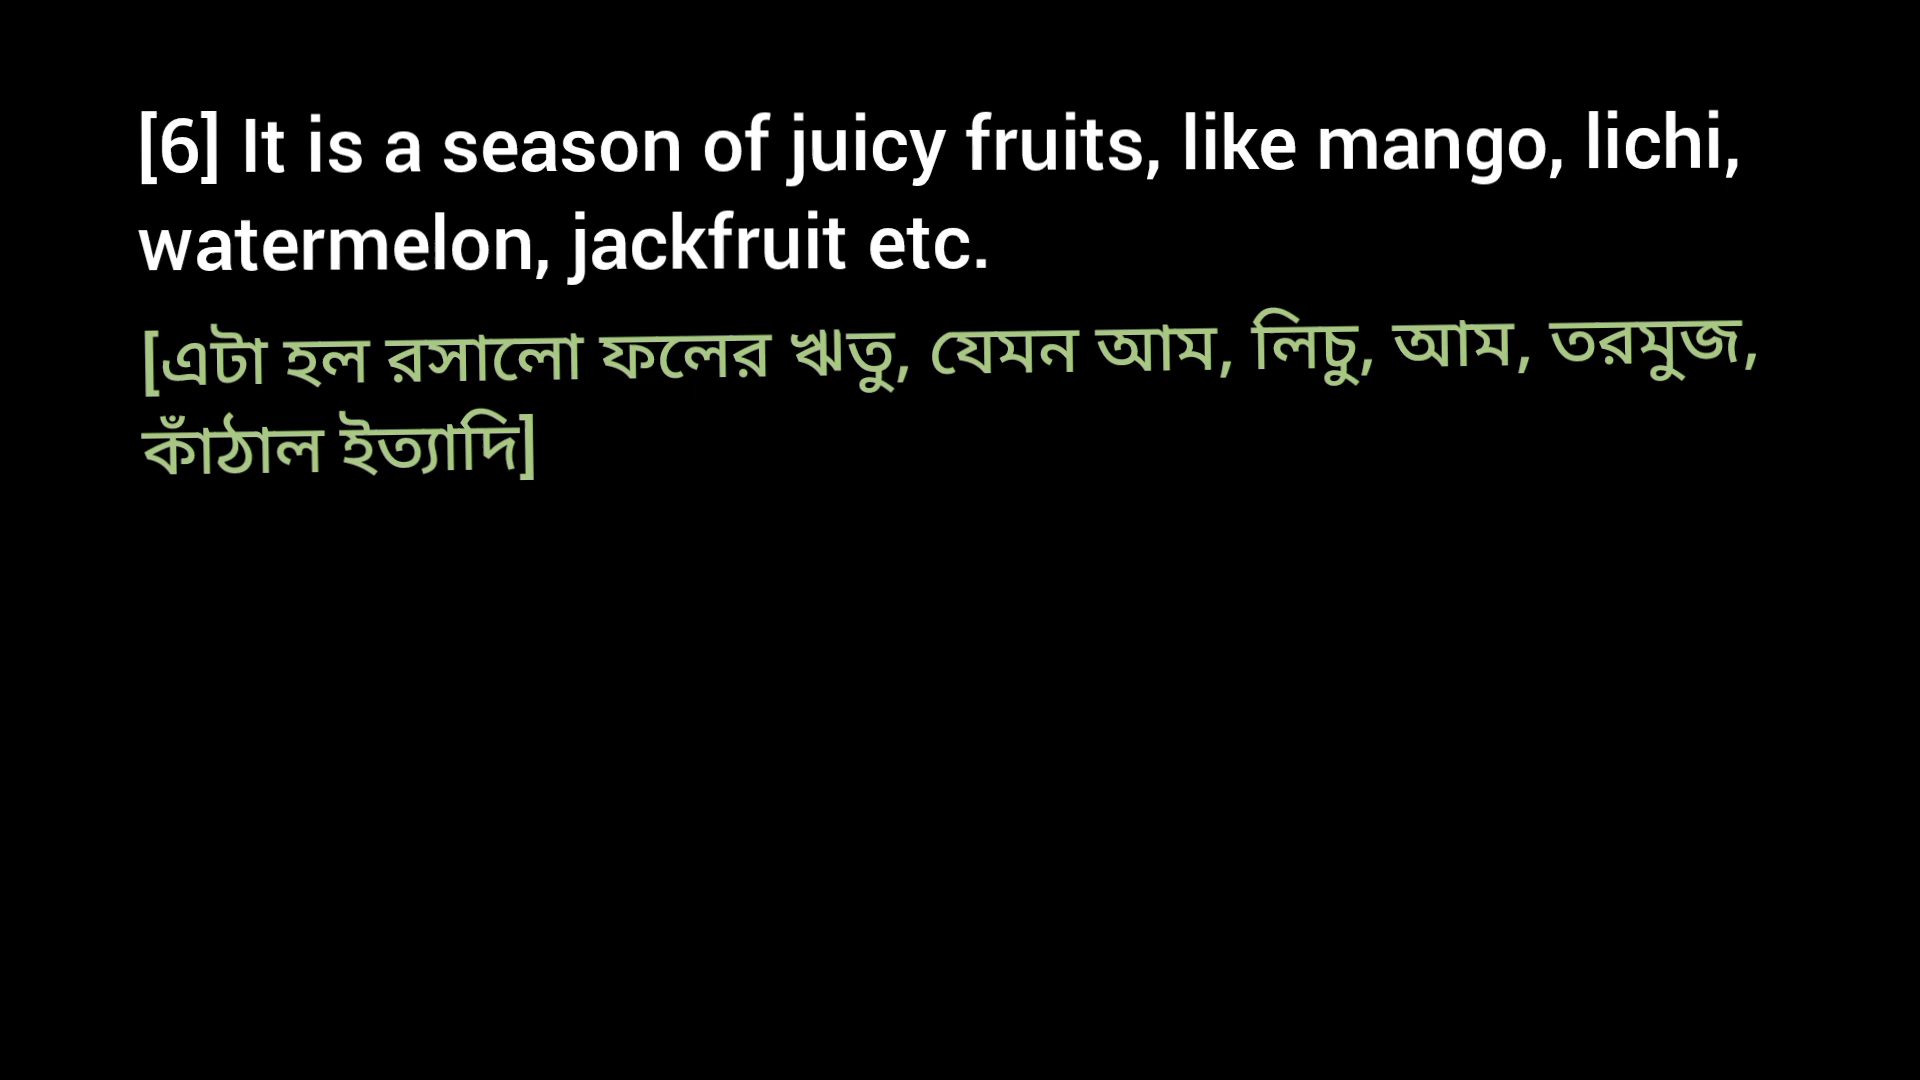 [6] It is a season of juicy fruits, like mango, lichi,
watermelon, jackfruit etc.
[এটা হল রসালো ফলের ঋতু, যেমন আম, লিচু, আম, তরমুজ,
কাঁঠাল ইত্যাদি]